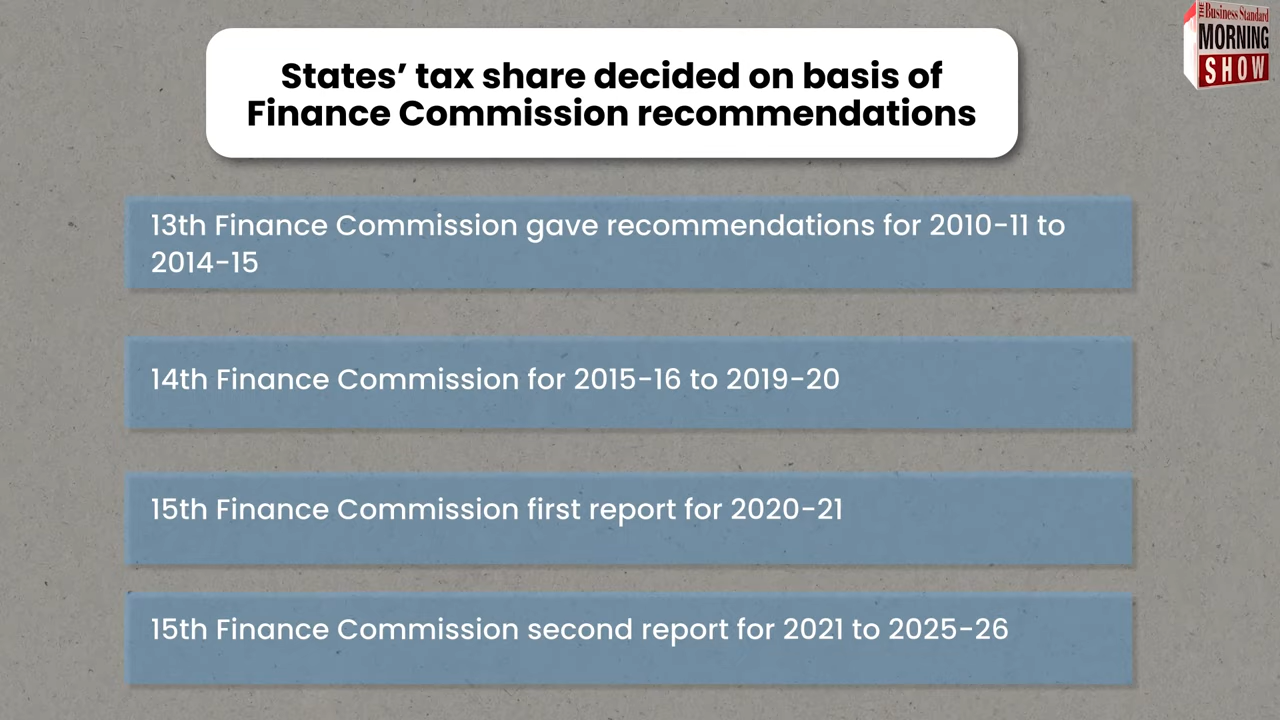 THE
Business Standard
MORNING
SHOW
States’ tax share decided on basis of
Finance Commission recommendations
13th Finance Commission gave recommendations for 2010-11 to
2014-15
14th Finance Commission for 2015-16 to 2019-20
15th Finance Commission first report for 2020-21
15th Finance Commission second report for 2021 to 2025-26